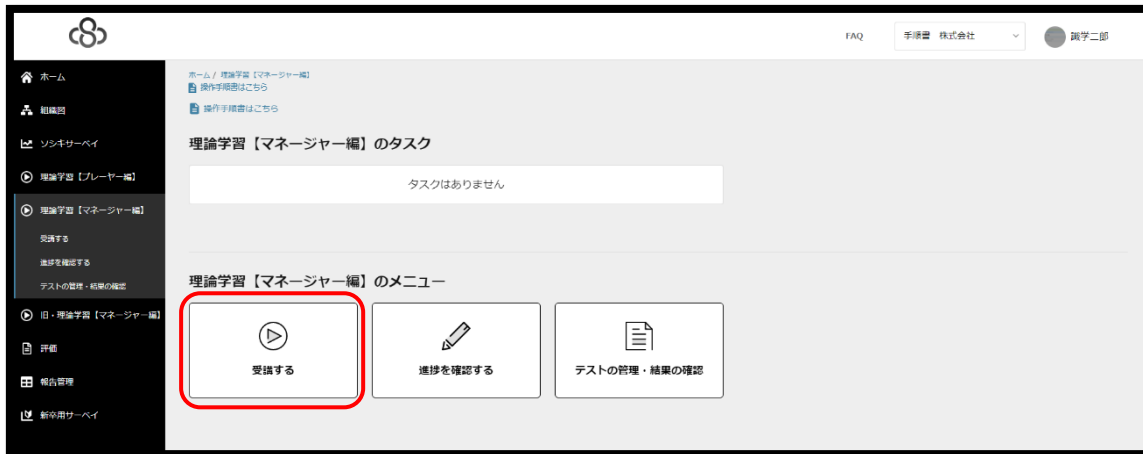 FAQ
手順書 株式会社
識学二郎
ホーム
組織図
ソシキサーベイ
理論学習【プレーヤー編】
理論学習【マネージャー編】
受講する
進捗を確認する
テストの管理・結果の確認
旧・理論学習【マネージャー編】
評価
報告管理
新卒用サーベイ
ホーム / 理論学習【マネージャー編】
操作手順書はこちら
操作手順書はこちら
理論学習【マネージャー編】のタスク
タスクはありません
理論学習【マネージャー編】のメニュー
受講する
進捗を確認する
テストの管理・結果の確認